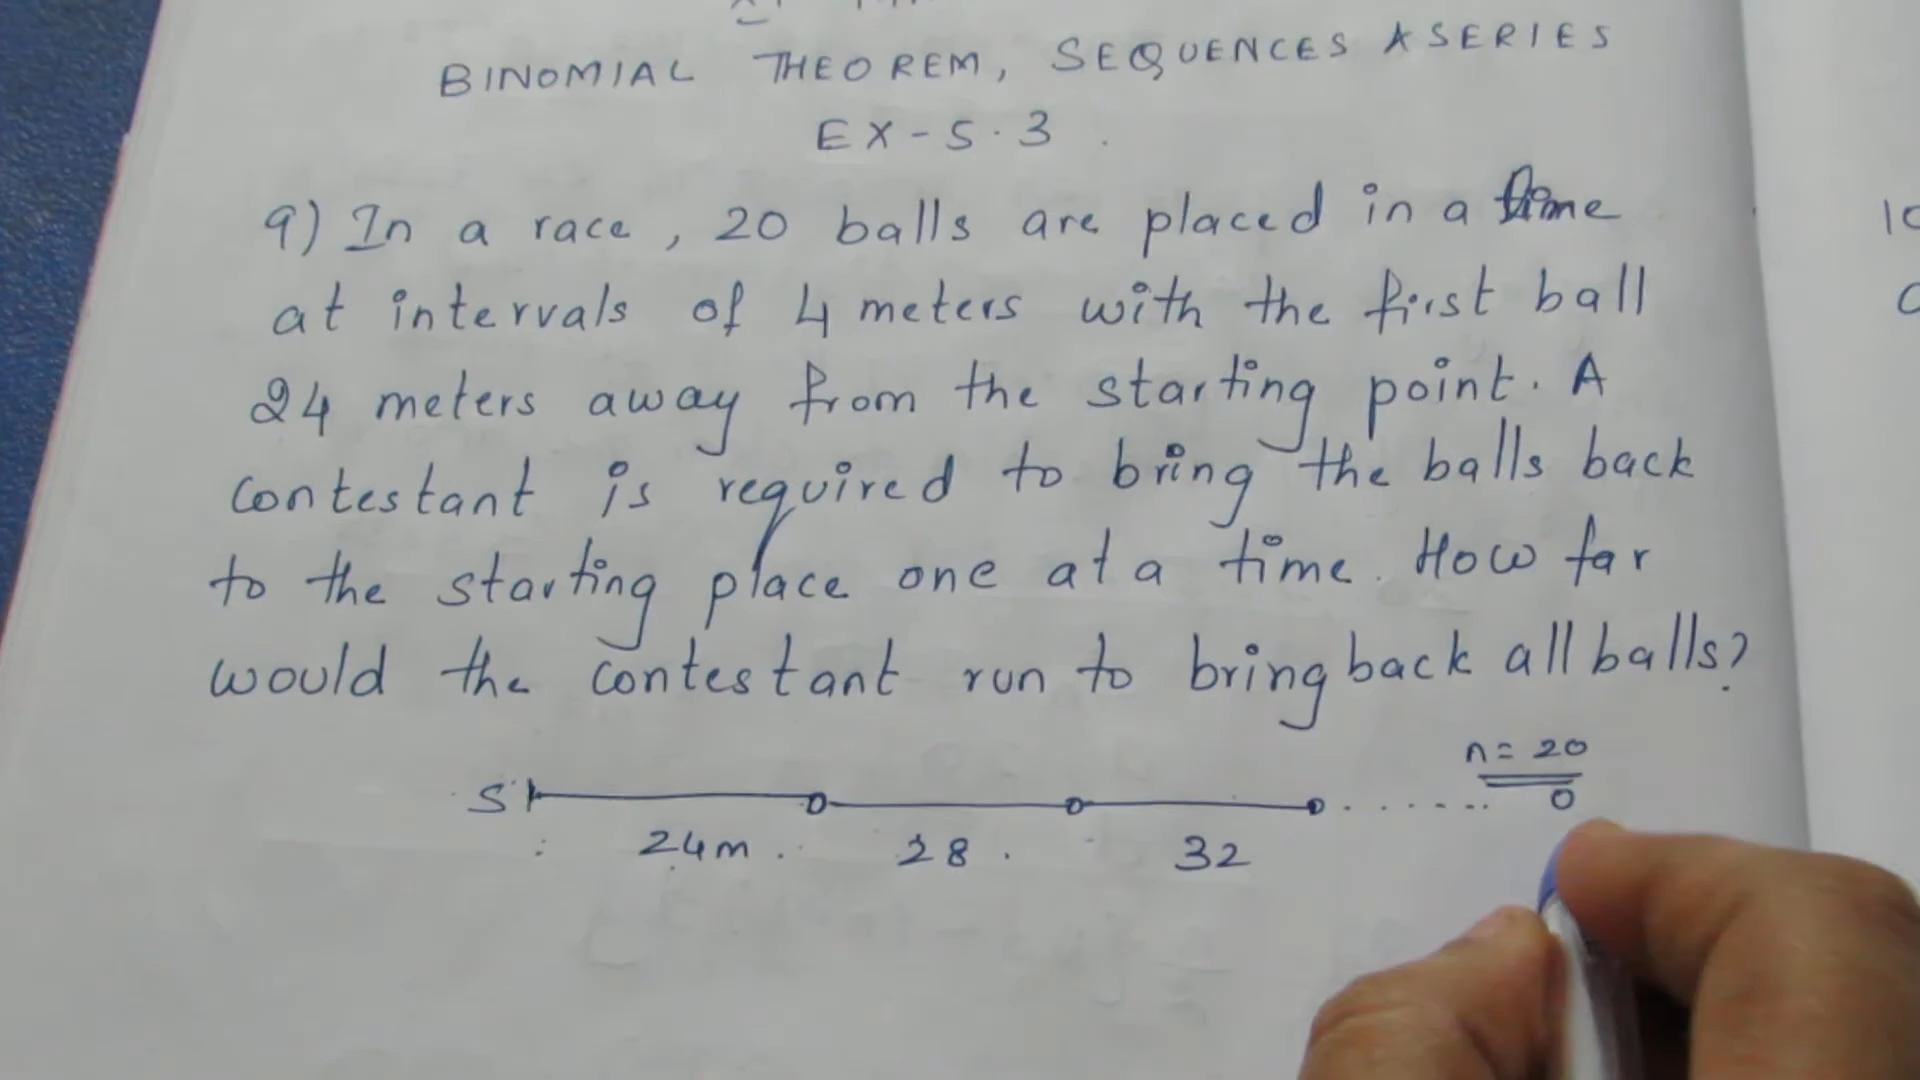 BINOMIAL THEOREM, SEQUENCES & SERIES
EX-5.3.
9) In a race, 20 balls are placed in a line
at intervals of 4 meters with the first ball
24 meters away from the starting point. A
contestant is required to bring the balls back
to the starting place one at a time. How far
would the contestant run to bring back all balls?
n = 20
S
24m. 28. 32